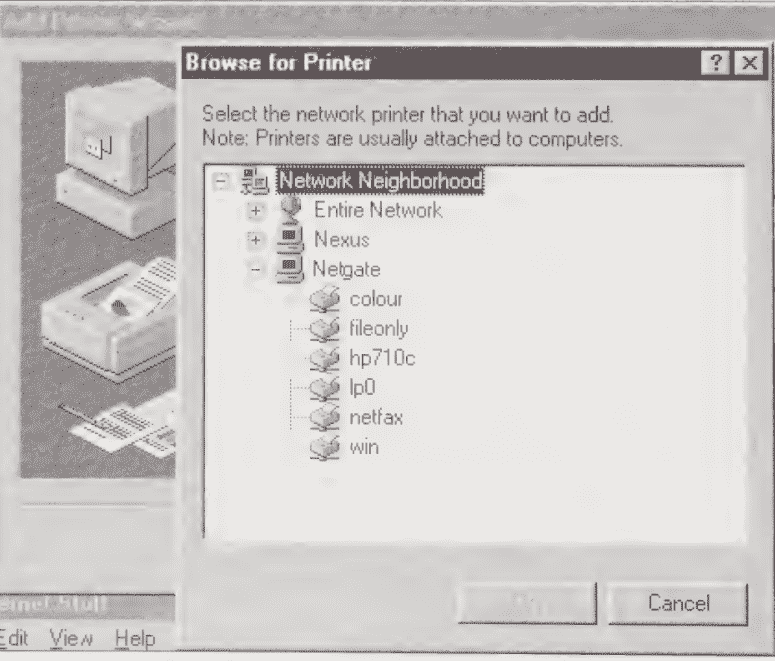 Browse for Printer
Select the network printer that you want to add.
Note: Printers are usually attached to computers.
Network Neighborhood
Entire Network
Nexus
Netgate
colour
fileonly
hp710c
lp0
netfax
win
Cancel
Edit View Help